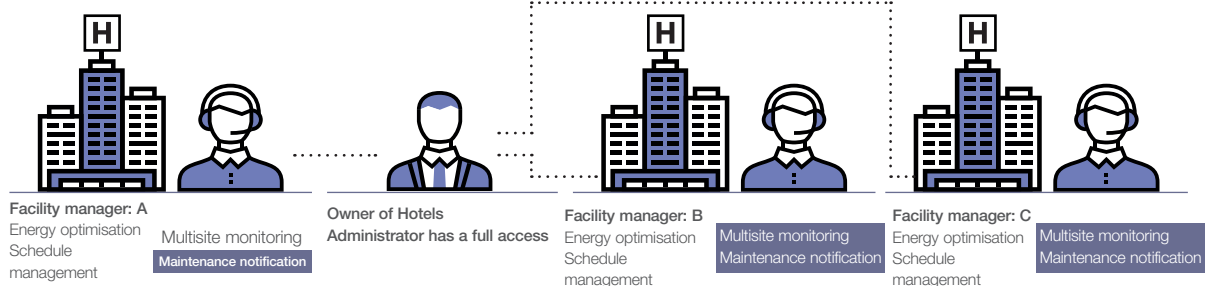 H
H
H
Facility manager: A
Energy optimisation
Schedule
management
Multisite monitoring
Maintenance notification
Owner of Hotels
Administrator has a full access
Facility manager: B
Energy optimisation
Schedule
management
Multisite monitoring
Maintenance notification
Facility manager: C
Energy optimisation
Schedule
management
Multisite monitoring
Maintenance notification